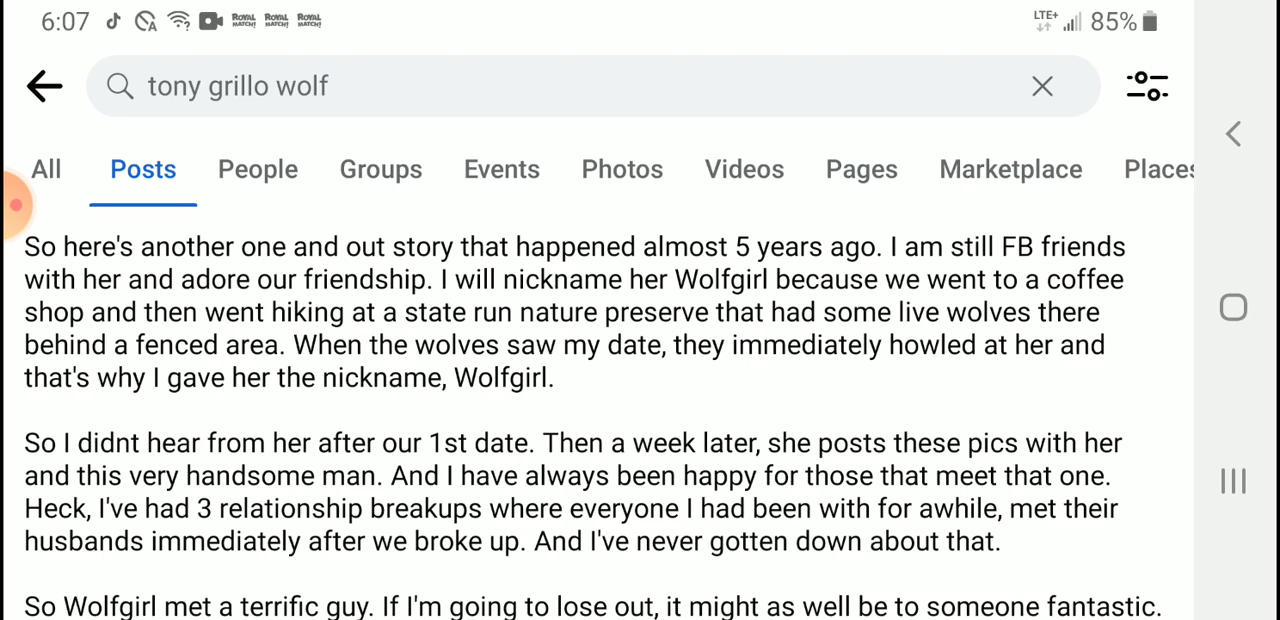 6:07 ROYAL MATCH! ROYAL MATCH! ROYAL MATCH! LTE+ 85%
tony grillo wolf
All Posts People Groups Events Photos Videos Pages Marketplace Places
So here's another one and out story that happened almost 5 years ago. I am still FB friends
with her and adore our friendship. I will nickname her Wolfgirl because we went to a coffee
shop and then went hiking at a state run nature preserve that had some live wolves there
behind a fenced area. When the wolves saw my date, they immediately howled at her and
that's why I gave her the nickname, Wolfgirl.
So I didnt hear from her after our 1st date. Then a week later, she posts these pics with her
and this very handsome man. And I have always been happy for those that meet that one.
Heck, I've had 3 relationship breakups where everyone I had been with for awhile, met their
husbands immediately after we broke up. And I've never gotten down about that.
So Wolfgirl met a terrific guy. If I'm going to lose out, it might as well be to someone fantastic.